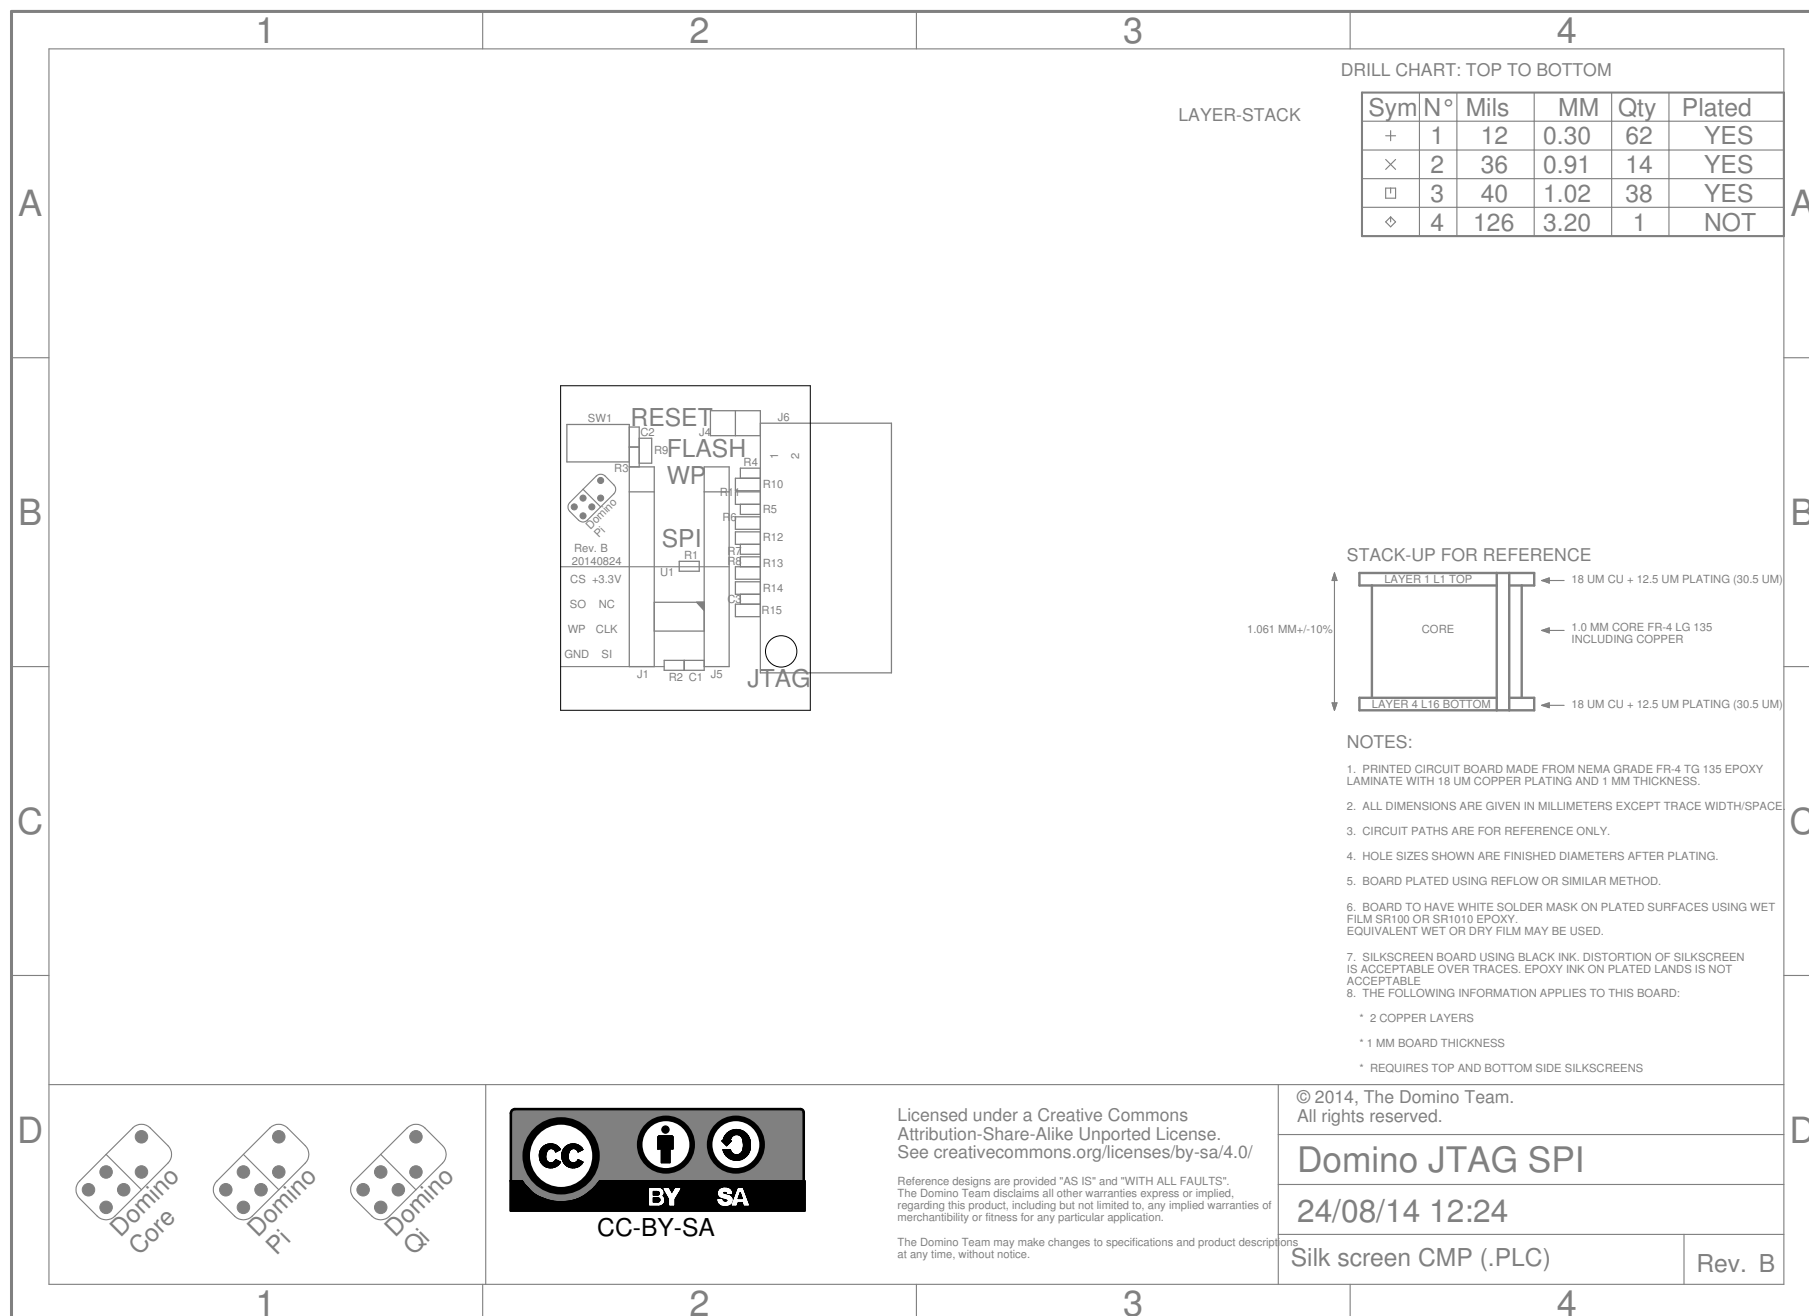 1 2 3 4
DRILL CHART: TOP TO BOTTOM
LAYER-STACK
Sym N° Mils MM Qty Plated
+ 1 12 0.30 62 YES
× 2 36 0.91 14 YES
3 40 1.02 38 YES
4 126 3.20 1 NOT
A A
B B
C C
D D
SW1 RESET J4 J6
C2
R9 FLASH
1 2
R3 WP R4
R10
R11
R5
Domino
Pi
R6
SPI R12
Rev. B
20140824
R1 R7
R8 R13
U1
CS +3.3V
R14
SO NC C3
R15
WP CLK
GND SI
J1 R2 C1 J5 JTAG
STACK-UP FOR REFERENCE
LAYER 1 L1 TOP
18 UM CU + 12.5 UM PLATING (30.5 UM)
1.061 MM+/-10%
CORE
1.0 MM CORE FR-4 LG 135
INCLUDING COPPER
LAYER 4 L16 BOTTOM
18 UM CU + 12.5 UM PLATING (30.5 UM)
NOTES:
1. PRINTED CIRCUIT BOARD MADE FROM NEMA GRADE FR-4 TG 135 EPOXY
LAMINATE WITH 18 UM COPPER PLATING AND 1 MM THICKNESS.
2. ALL DIMENSIONS ARE GIVEN IN MILLIMETERS EXCEPT TRACE WIDTH/SPACE.
3. CIRCUIT PATHS ARE FOR REFERENCE ONLY.
4. HOLE SIZES SHOWN ARE FINISHED DIAMETERS AFTER PLATING.
5. BOARD PLATED USING REFLOW OR SIMILAR METHOD.
6. BOARD TO HAVE WHITE SOLDER MASK ON PLATED SURFACES USING WET
FILM SR100 OR SR1010 EPOXY.
EQUIVALENT WET OR DRY FILM MAY BE USED.
7. SILKSCREEN BOARD USING BLACK INK. DISTORTION OF SILKSCREEN
IS ACCEPTABLE OVER TRACES. EPOXY INK ON PLATED LANDS IS NOT
ACCEPTABLE
8. THE FOLLOWING INFORMATION APPLIES TO THIS BOARD:
* 2 COPPER LAYERS
* 1 MM BOARD THICKNESS
* REQUIRES TOP AND BOTTOM SIDE SILKSCREENS
Domino
Core
Domino
Pi
Domino
Qi
cc
BY SA
CC-BY-SA
Licensed under a Creative Commons
Attribution-Share-Alike Unported License.
See creativecommons.org/licenses/by-sa/4.0/
Reference designs are provided "AS IS" and "WITH ALL FAULTS".
The Domino Team disclaims all other warranties express or implied,
regarding this product, including but not limited to, any implied warranties of
merchantibility or fitness for any particular application.
The Domino Team may make changes to specifications and product descriptions
at any time, without notice.
© 2014, The Domino Team.
All rights reserved.
Domino JTAG SPI
24/08/14 12:24
Silk screen CMP (.PLC)
Rev. B
1 2 3 4